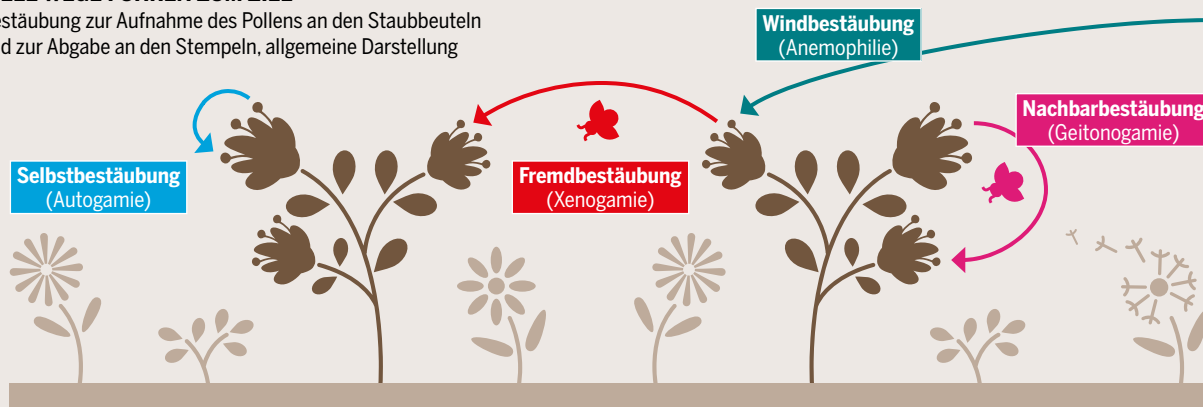 estäubung zur Aufnahme des Pollens an den Staubbeuteln
d zur Abgabe an den Stempeln, allgemeine Darstellung
Windbestäubung
(Anemophilie)
Nachbarbestäubung
(Geitonogamie)
Selbstbestäubung
(Autogamie)
Fremdbestäubung
(Xenogamie)